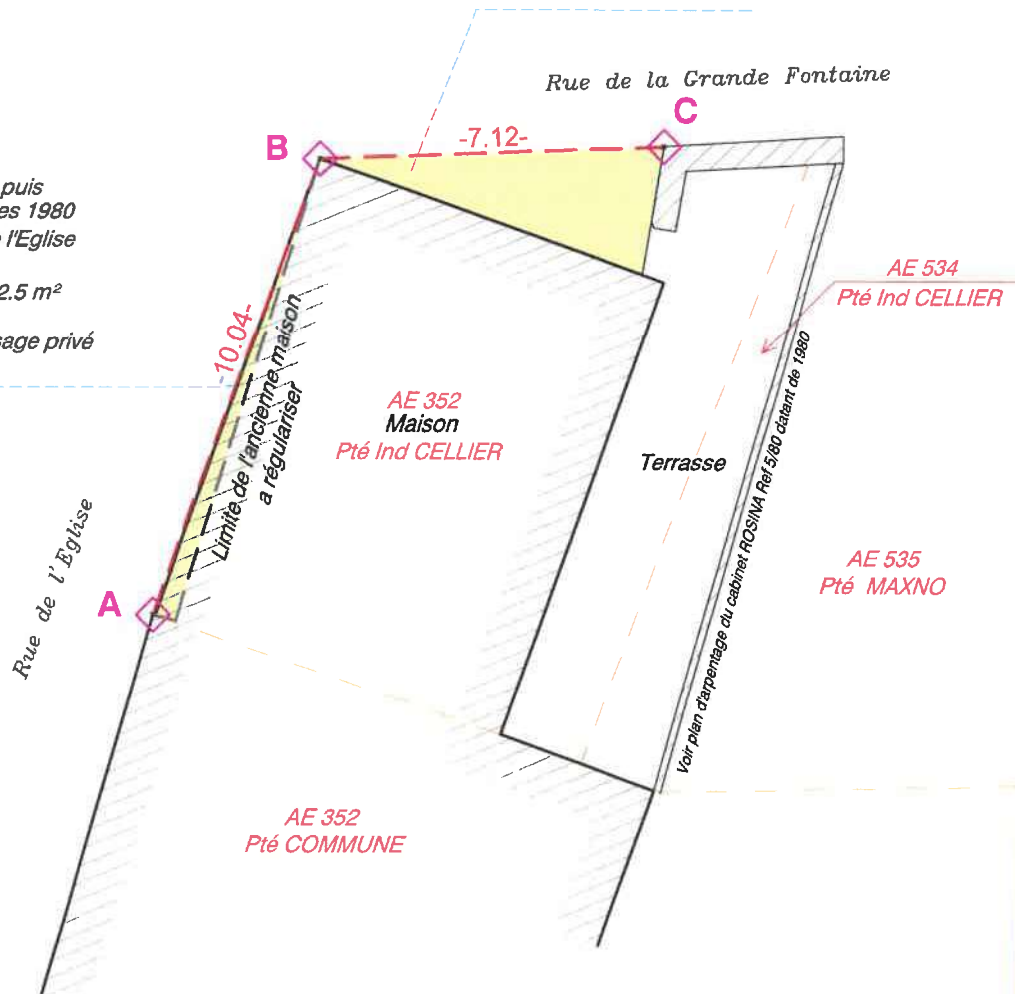 Rue de la Grande Fontaine
C
B
-7.12-
puis
es 1980
l'Eglise
2.5 m²
sage privé
AE 534
Pté Ind CELLIER
-10.04-
Limite de l'ancienne maison
a régulariser
AE 352
Maison
Pté Ind CELLIER
Terrasse
Voir plan d'arpentage du cabinet ROSINA Ref 5/80 datant de 1980
AE 535
Pté MAXNO
Rue de l'Eglise
A
AE 352
Pté COMMUNE